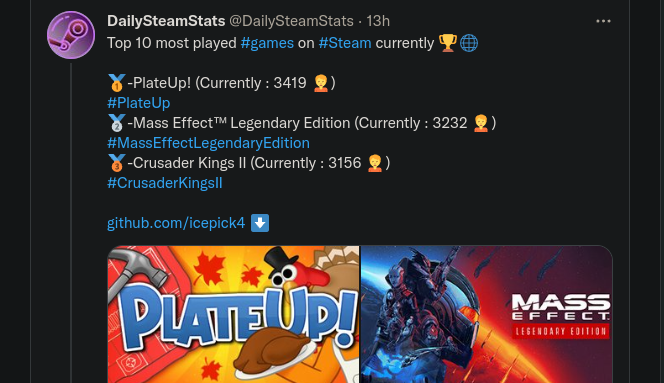 DailySteamStats @DailySteamStats · 13h
Top 10 most played #games on #Steam currently 🏆🌐
🥇-PlateUp! (Currently : 3419 🙎)
#PlateUp
🥈-Mass Effect™ Legendary Edition (Currently : 3232 🙎)
#MassEffectLegendaryEdition
🥉-Crusader Kings II (Currently : 3156 🙎)
#CrusaderKingsII
github.com/icepick4 ⬇️
PLATEUP!
MASS
EFFECT
LEGENDARY EDITION